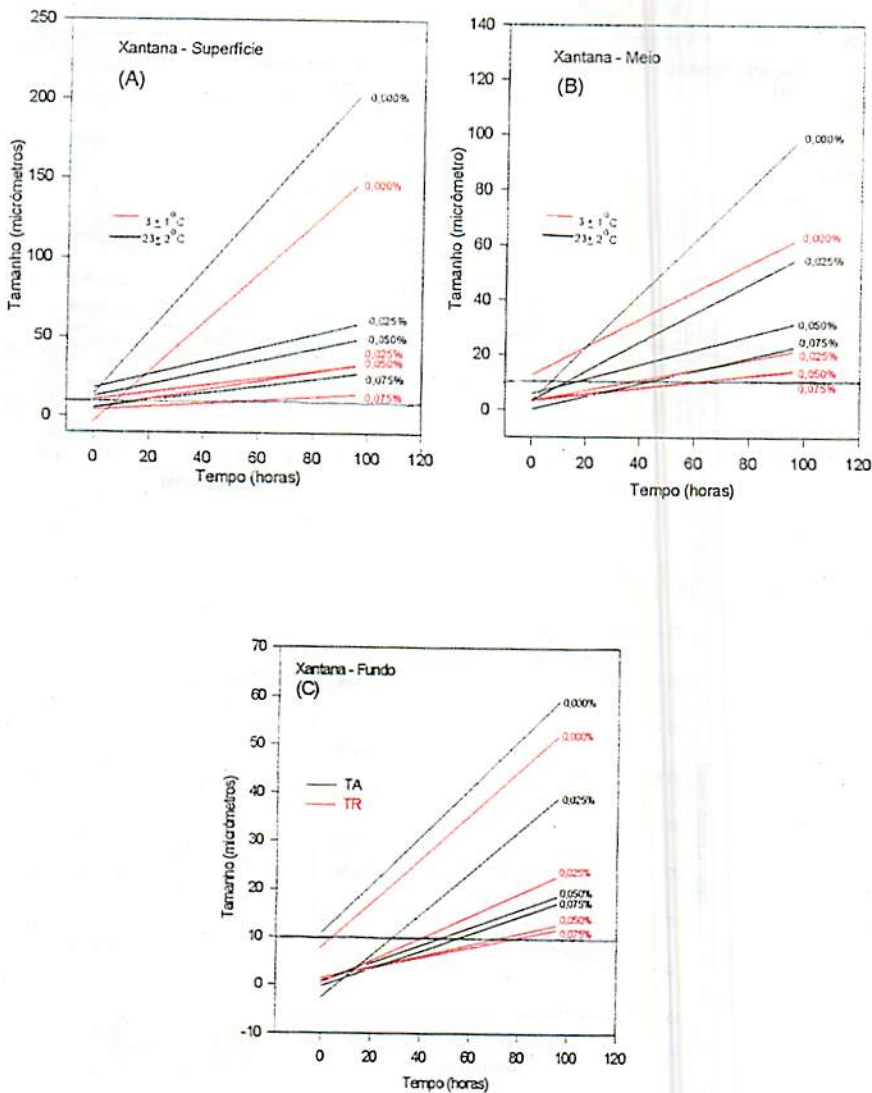 Xantana - Superfície
(A)
250
200
150
100
50
0
Tamanho (micrómetros)
3 ± 1°C
23 ± 2°C
0,000%
0,000%
0,025%
0,050%
0,025%
0,050%
0,075%
0,075%
0 20 40 60 80 100 120
Tempo (horas)
Xantana - Meio
(B)
140
120
100
80
60
40
20
0
Tamanho (micrómetro)
3 ± 1°C
23 ± 2°C
0,000%
0,000%
0,025%
0,050%
0,075%
0,025%
0,050%
0,075%
0 20 40 60 80 100 120
Tempo (horas)
Xantana - Fundo
(C)
70
60
50
40
30
20
10
0
-10
Tamanho (micrómetros)
TA
TR
0,000%
0,000%
0,025%
0,025%
0,050%
0,075%
0,050%
0,075%
0 20 40 60 80 100 120
Tempo (horas)